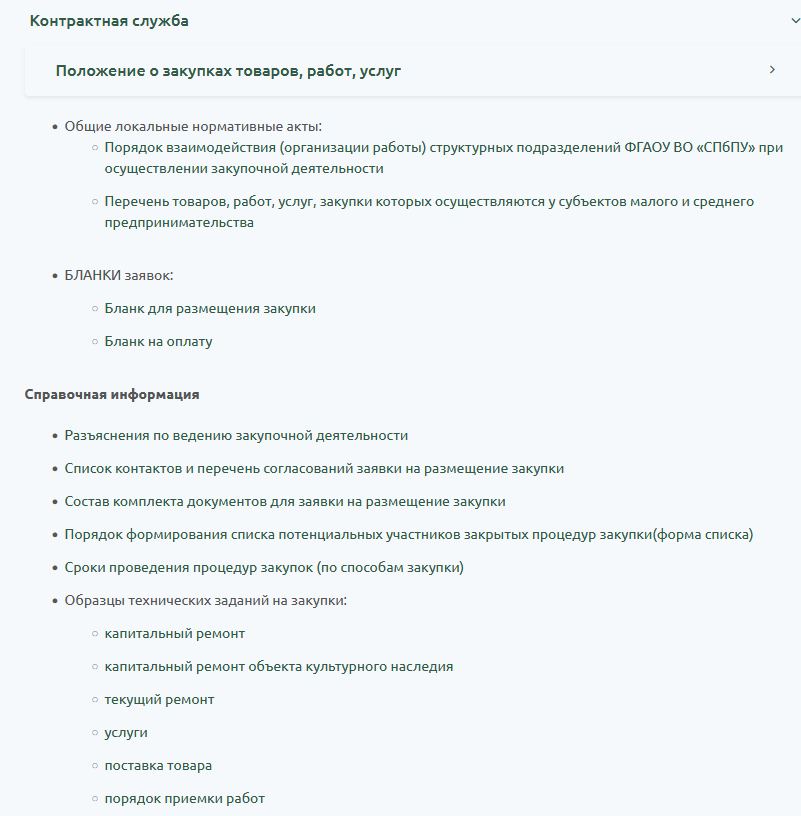 Контрактная служба
Положение о закупках товаров, работ, услуг
Общие локальные нормативные акты:
Порядок взаимодействия (организации работы) структурных подразделений ФГАОУ ВО «СПбПУ» при
осуществлении закупочной деятельности
Перечень товаров, работ, услуг, закупки которых осуществляются у субъектов малого и среднего
предпринимательства
БЛАНКИ заявок:
Бланк для размещения закупки
Бланк на оплату
Справочная информация
Разъяснения по ведению закупочной деятельности
Список контактов и перечень согласований заявки на размещение закупки
Состав комплекта документов для заявки на размещение закупки
Порядок формирования списка потенциальных участников закрытых процедур закупки(форма списка)
Сроки проведения процедур закупок (по способам закупки)
Образцы технических заданий на закупки:
капитальный ремонт
капитальный ремонт объекта культурного наследия
текущий ремонт
услуги
поставка товара
порядок приемки работ